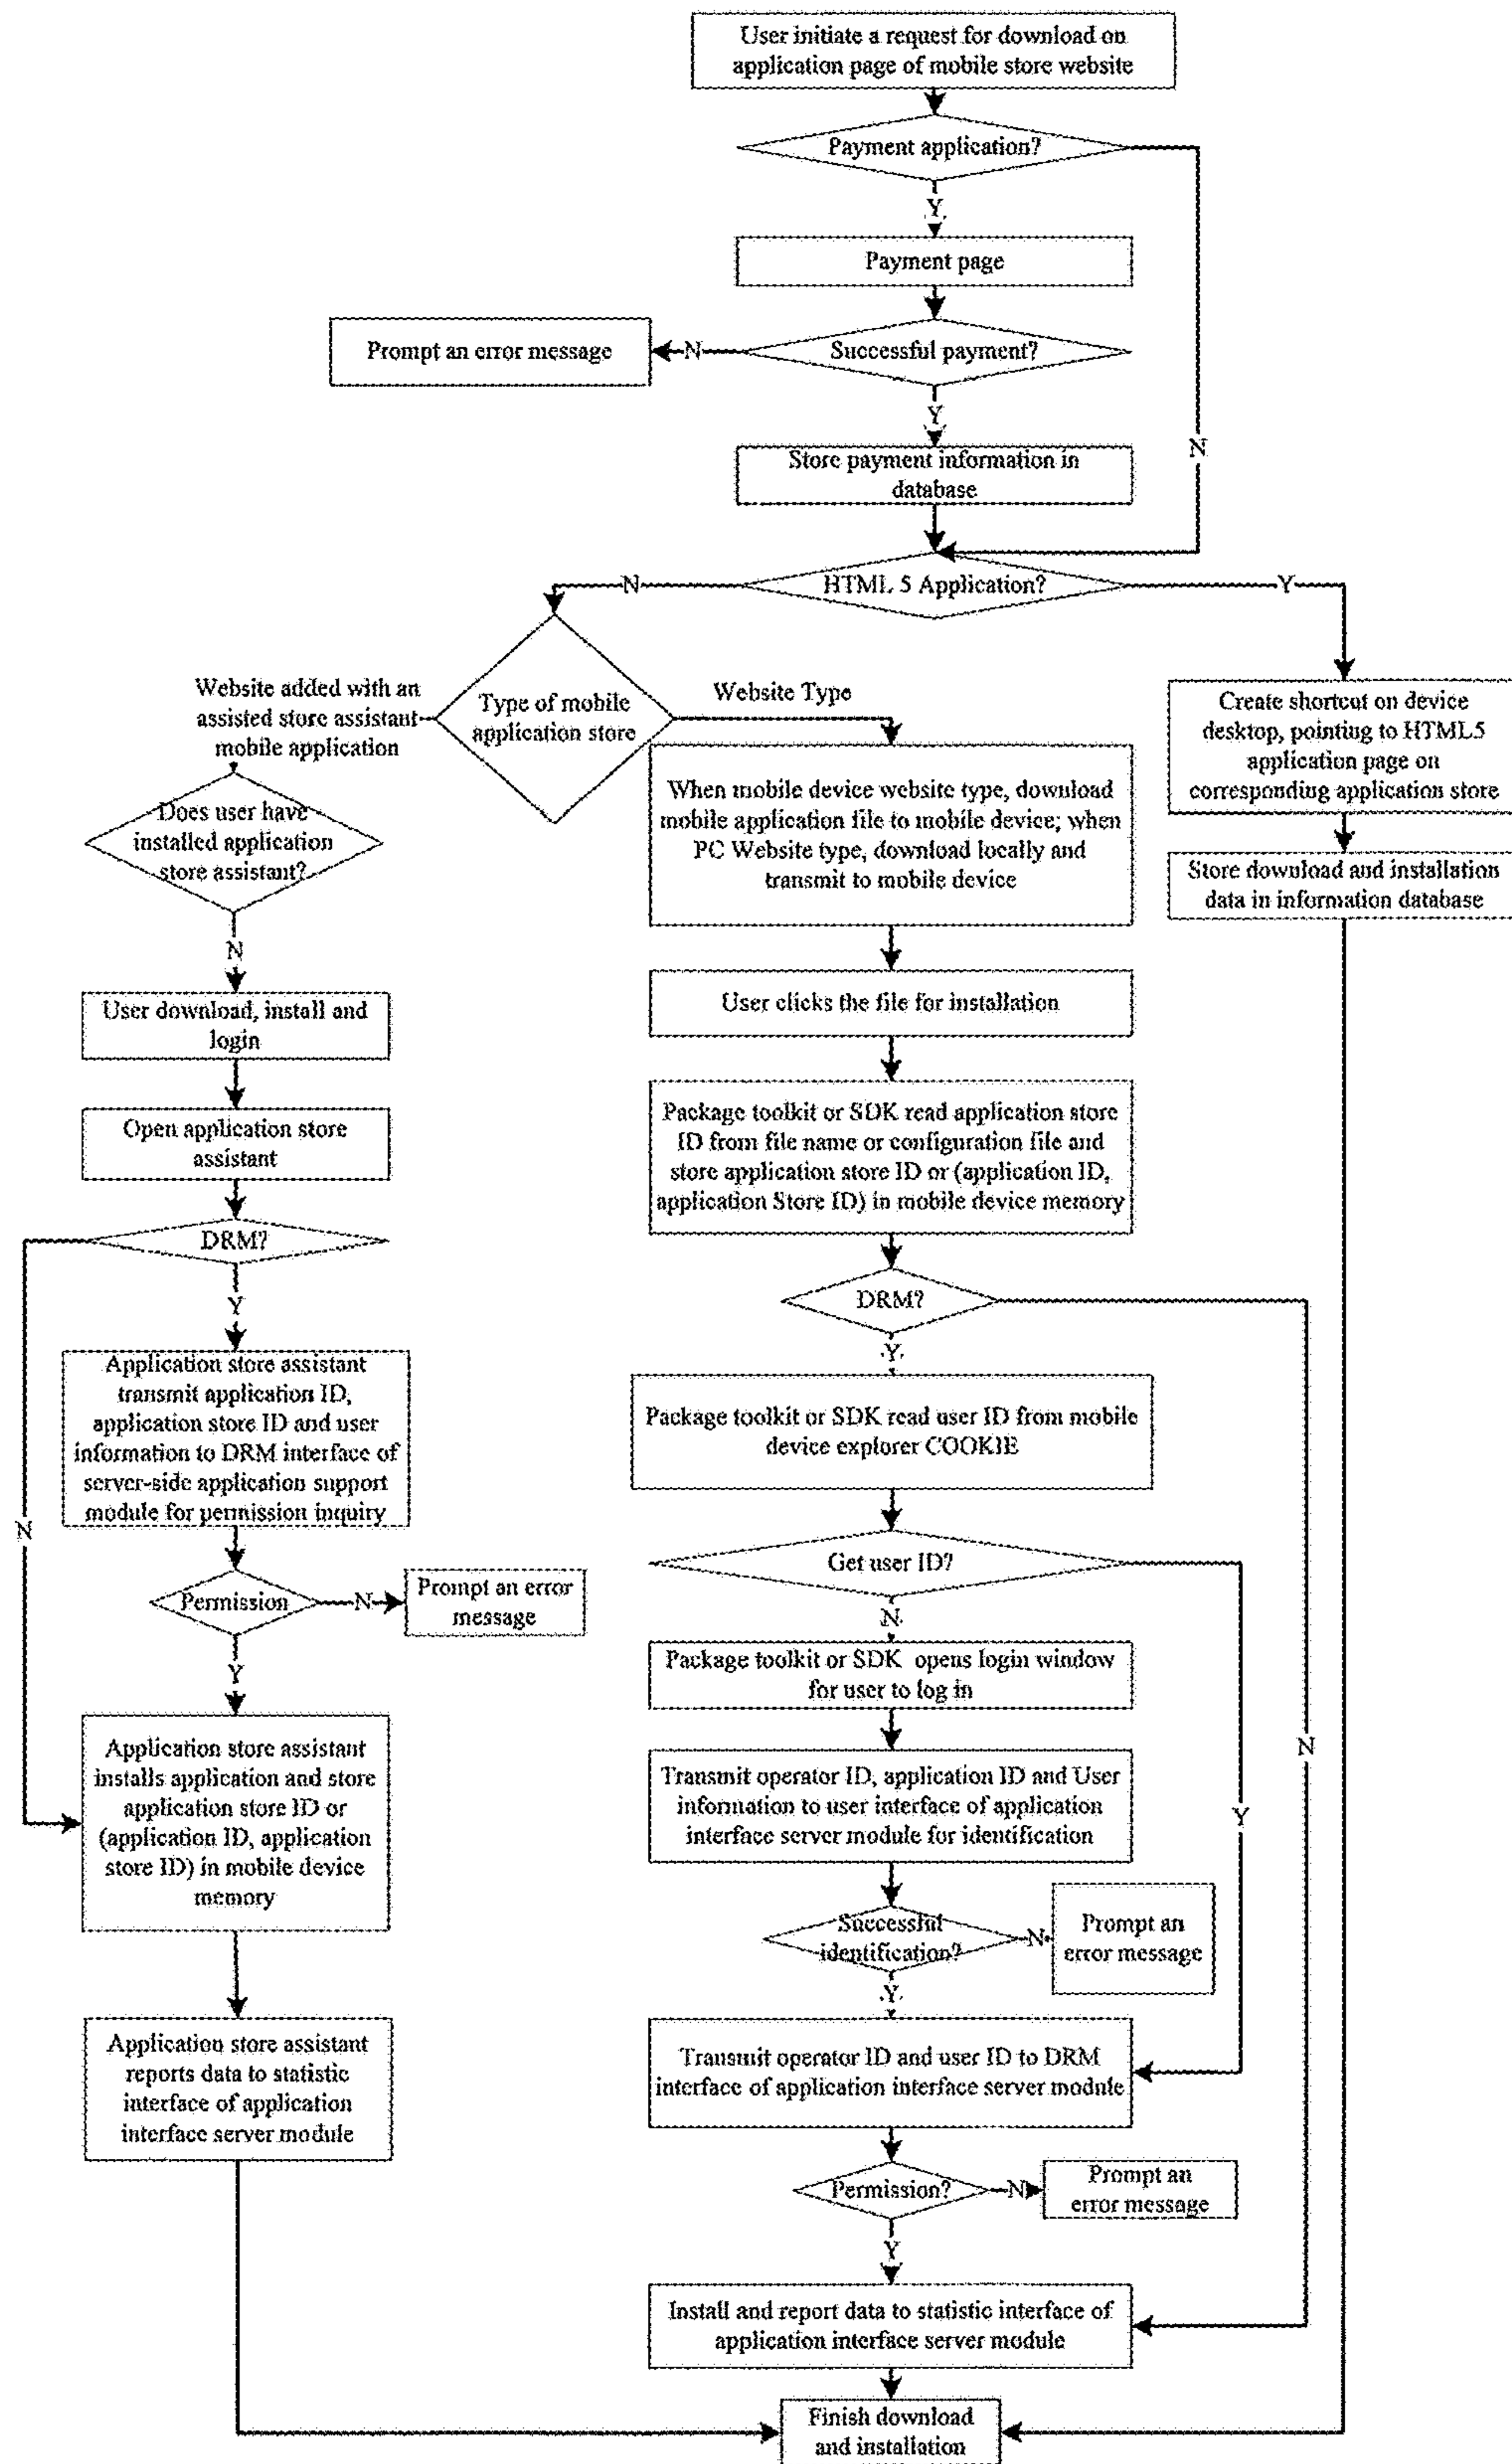 User initiate a request for download on
application page of mobile store website
Payment application?
Y
Payment page
Prompt an error message
N
Successful payment?
Y
N
Store payment information in
database
N
HTML 5 Application?
Y
Website added with an
assisted store assistant
mobile application
Type of mobile
application store
Website Type
Create shortcut on device
desktop, pointing to HTML5
application page on
corresponding application store
When mobile device website type, download
mobile application file to mobile device; when
PC Website type, download locally and
transmit to mobile device
Does user have
installed application
store assistant?
Store download and installation
data in information database
N
User download, install and
login
User clicks the file for installation
Open application store
assistant
Package toolkit or SDK read application store
ID from file name or configuration file and
store application store ID or (application ID,
application Store ID) in mobile device memory
DRM?
Y
DRM?
Y
Application store assistant
transmit application ID,
application store ID and user
information to DRM interface of
server-side application support
module for permission inquiry
Package toolkit or SDK read user ID from mobile
device explorer COOKIE
N
Get user ID?
N
Permission
N
Prompt an error
message
Y
Package toolkit or SDK opens login window
for user to log in
N
Application store assistant
installs application and store
application store ID or
(application ID, application
store ID) in mobile device
memory
Transmit operator ID, application ID and User
information to user interface of application
interface server module for identification
Y
Successful
identification?
N
Prompt an
error message
Y
Application store assistant
reports data to statistic
interface of application
interface server module
Transmit operator ID and user ID to DRM
interface of application interface server module
Permission?
N
Prompt an
error message
Y
Install and report data to statistic interface of
application interface server module
Finish download
and installation